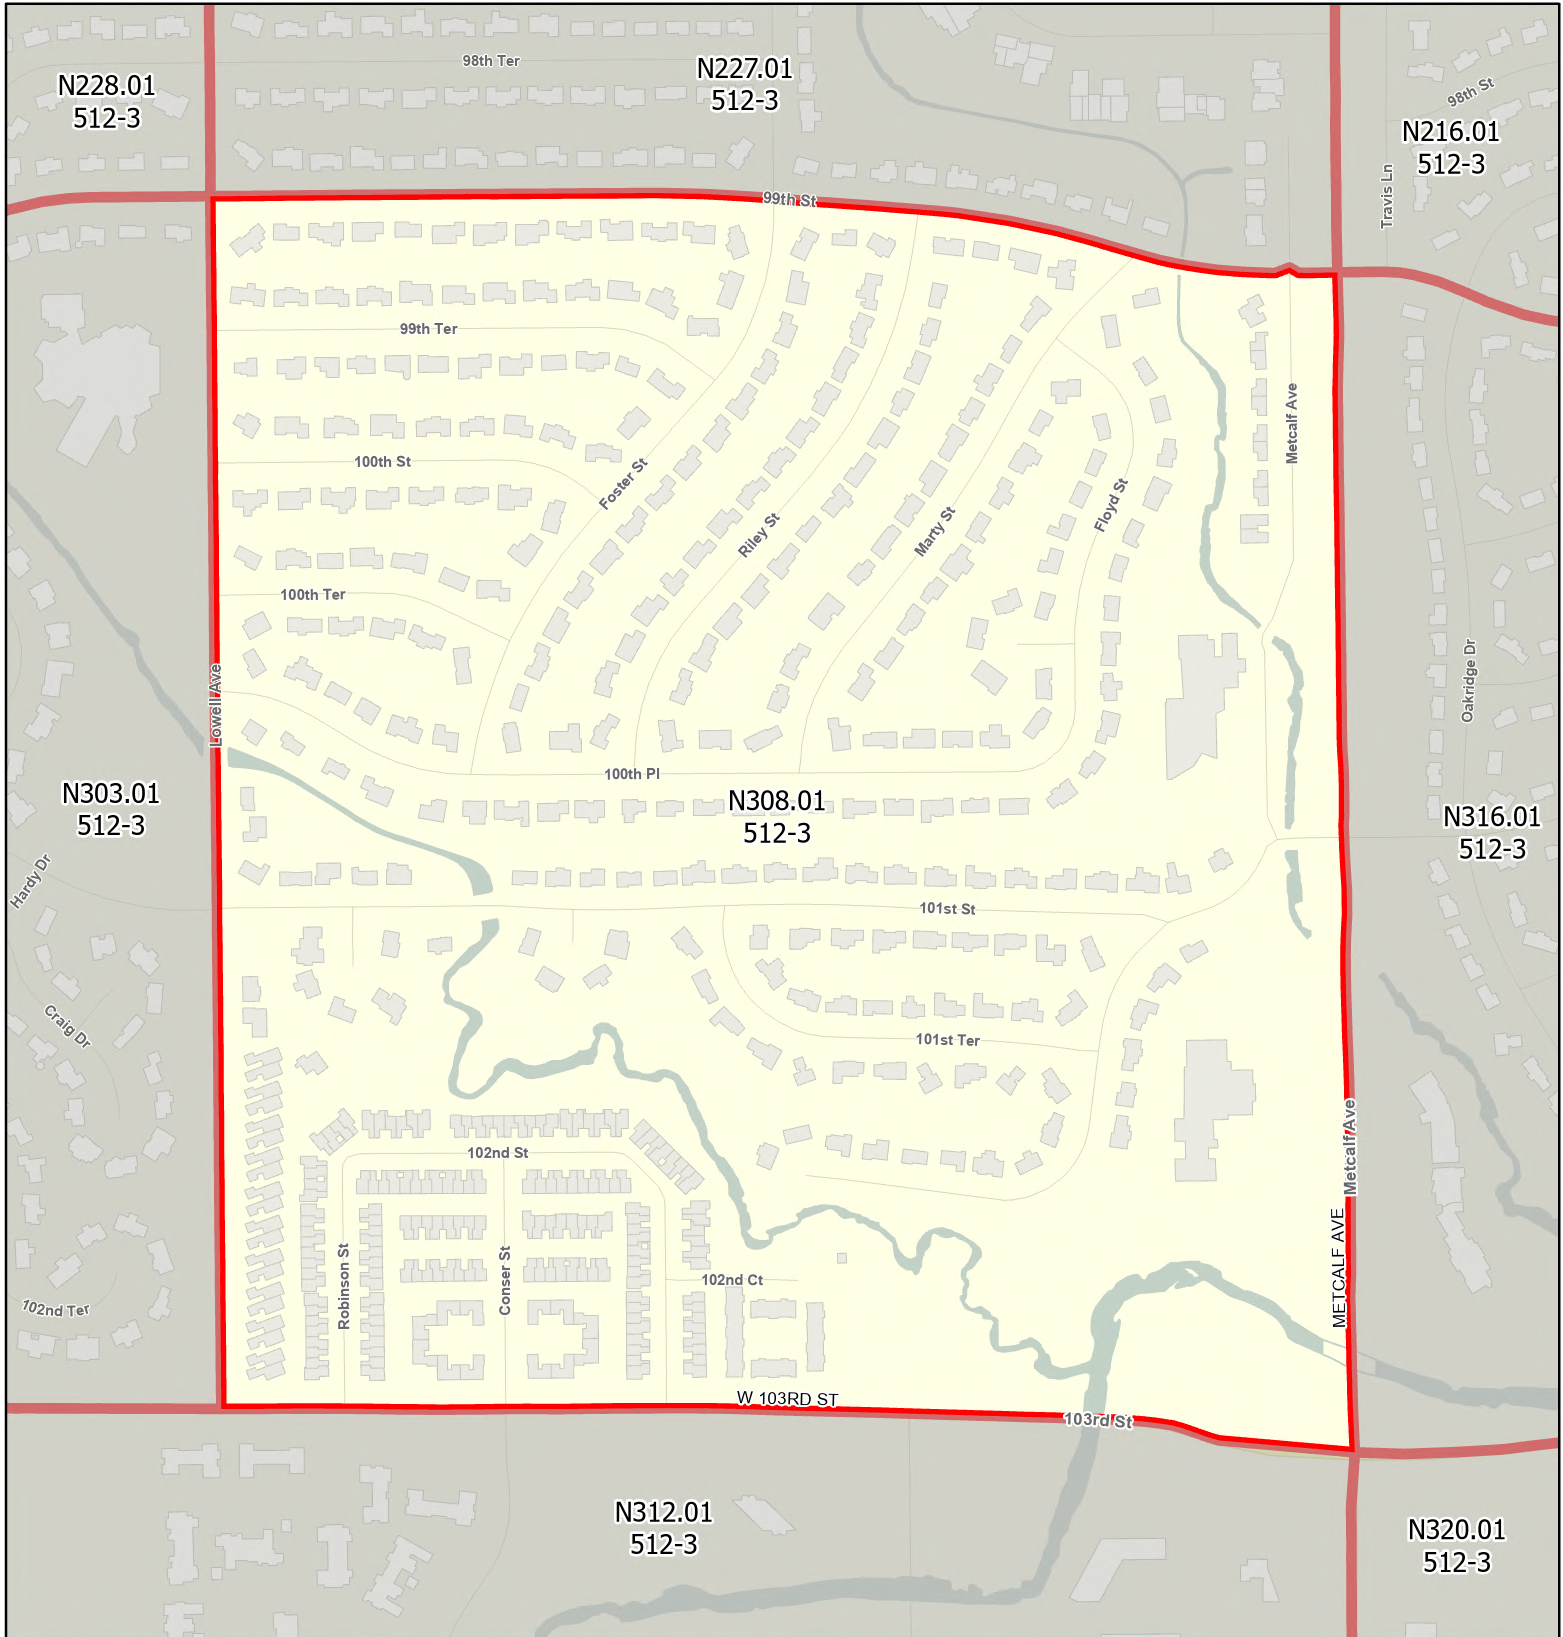 98th Ter
N227.01
512-3
N228.01
512-3
98th St
N216.01
512-3
Travis Ln
99th St
99th Ter
Metcalf Ave
100th St
Foster St
Riley St
Marty St
Floyd St
100th Ter
Lowell Ave
Oakridge Dr
100th Pl
N303.01
512-3
N308.01
512-3
N316.01
512-3
Hardy Dr
101st St
Craig Dr
101st Ter
Metcalf Ave
102nd St
METCALF AVE
Robinson St
Conser St
102nd Ct
102nd Ter
W 103RD ST
103rd St
N312.01
512-3
N320.01
512-3